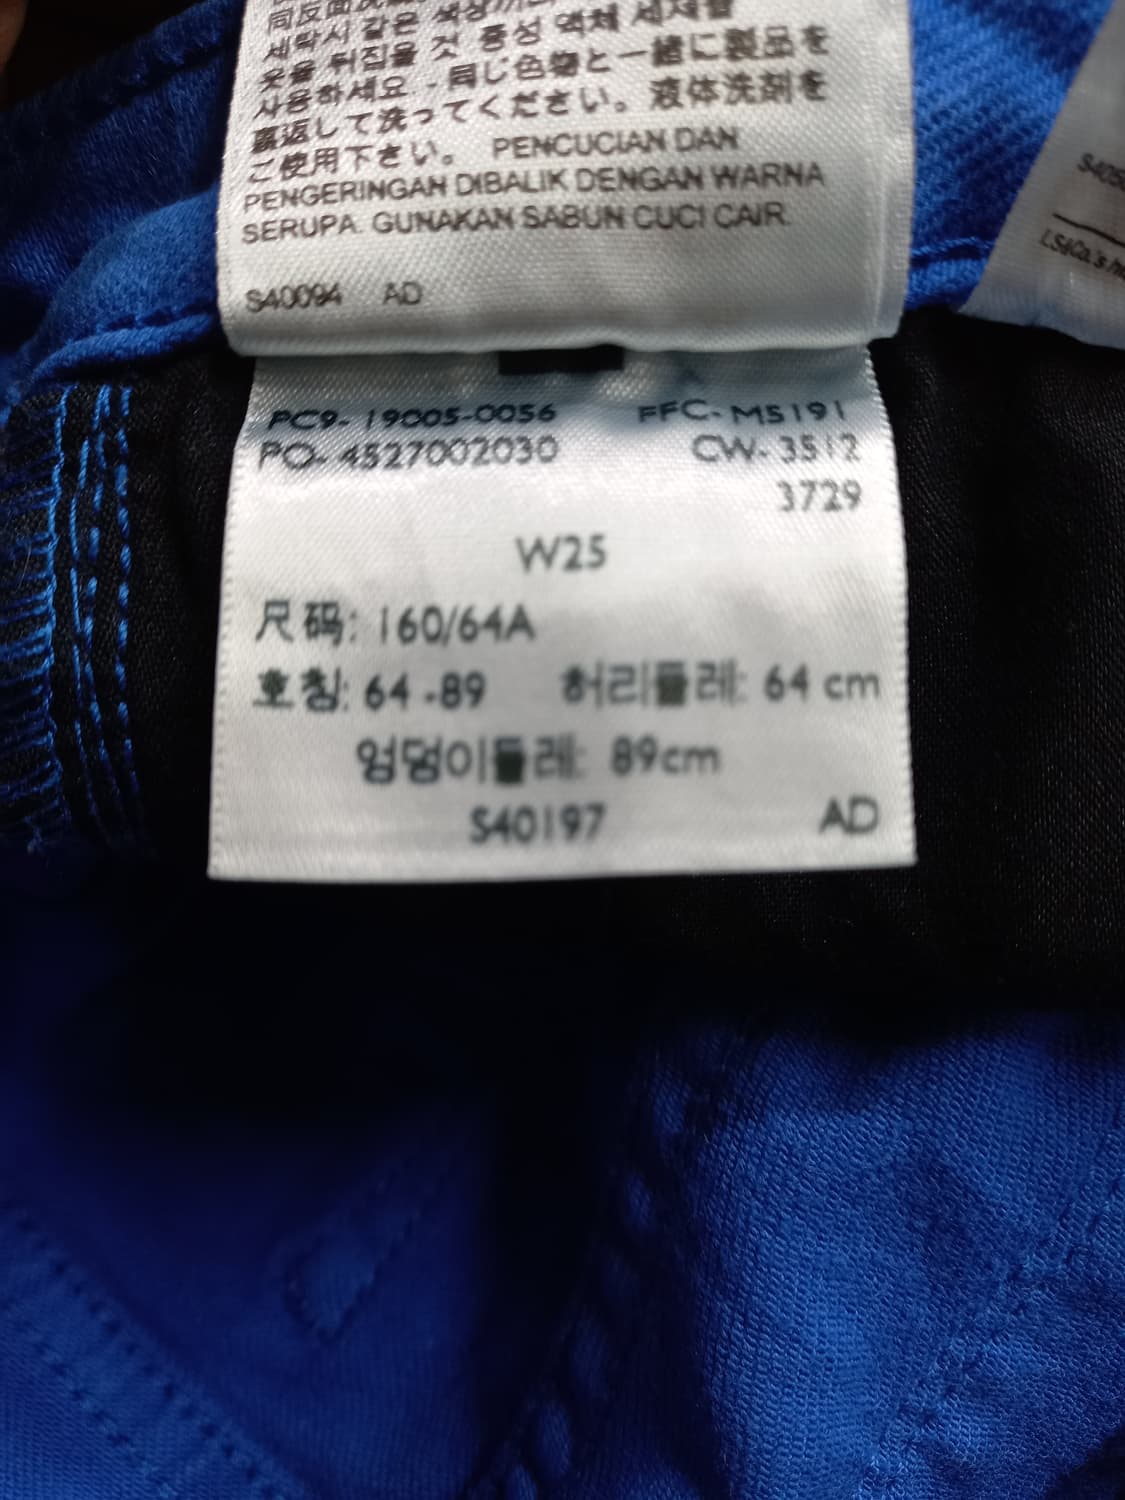 세탁시 같은 색상끼리
옷을 뒤집을 것 중성 액체 세제를
사용하세요 - 同じ色物と一緒に製品を
裏返して洗ってください。液体洗剤を
ご使用下さい。 PENCUCIAN DAN
PENGERINGAN DIBALIK DENGAN WARNA
SERUPA. GUNAKAN SABUN CUCI CAIR.
S40094 AD
LS&Co.'s
PC9- 19005-0056 FFC- M5191
PO- 4527002030 CW- 3512
3729
W25
尺码: 160/64A
호칭: 64 -89 허리둘레: 64 cm
엉덩이둘레: 89cm
S40197 AD